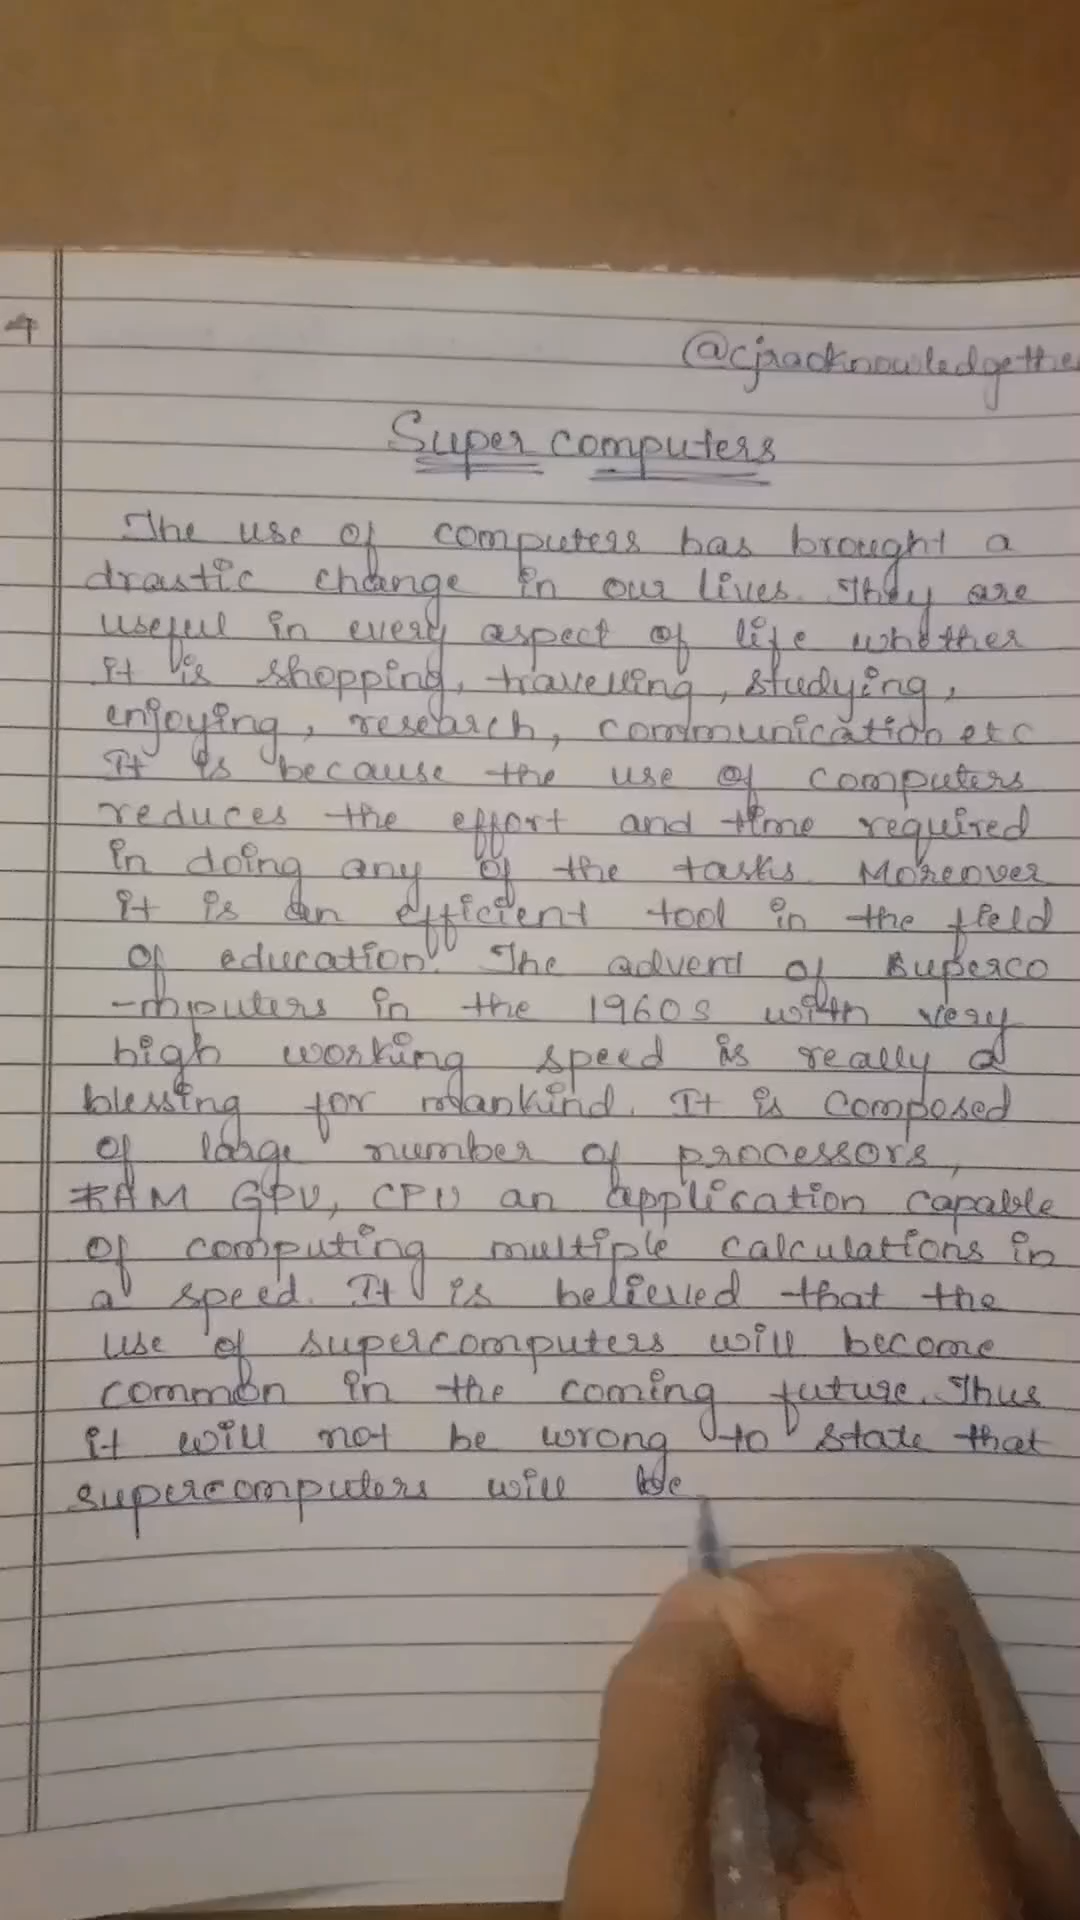 @cjracknowledgethe
Super computers
The use of computers has brought a
drastic change in our lives. They are
useful in every aspect of life whether
it is shopping, travelling, studying,
enjoying, research, communication etc
It is because the use of computers
reduces the effort and time required
in doing any of the tasks. Moreover
it is an efficient tool in the field
of education. The advent of superco
-mputers in the 1960s with very
high working speed is really a
blessing for mankind. It is composed
of large number of processors,
RAM GPU, CPU an application capable
of computing multiple calculations in
a speed. It is believed that the
use of supercomputers will become
common in the coming future. Thus
it will not be wrong to state that
supercomputers will be